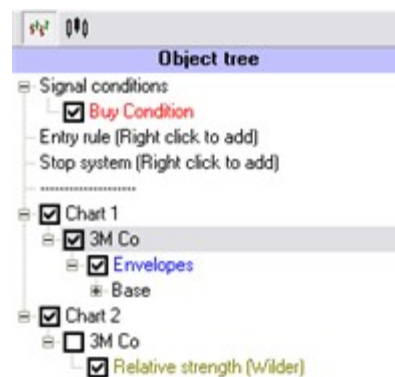 Object tree
Signal conditions
Buy Condition
Entry rule (Right click to add)
Stop system (Right click to add)
--------------------
Chart 1
3M Co
Envelopes
Base
Chart 2
3M Co
Relative strength (Wilder)